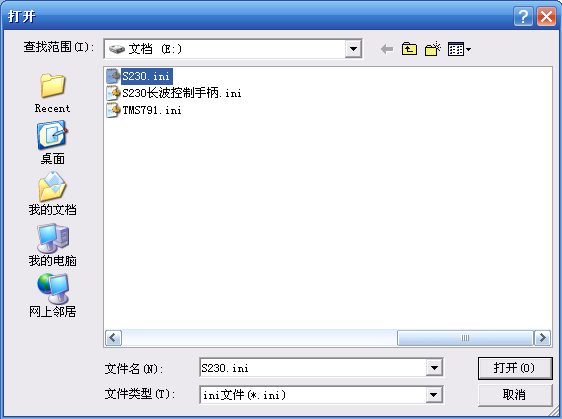 打开
查找范围(I): 文档 (E:)
S230.ini
S230长波控制手柄.ini
TMS791.ini
Recent
桌面
我的文档
我的电脑
网上邻居
文件名(N): S230.ini 打开(O)
文件类型(T): ini文件(*.ini) 取消